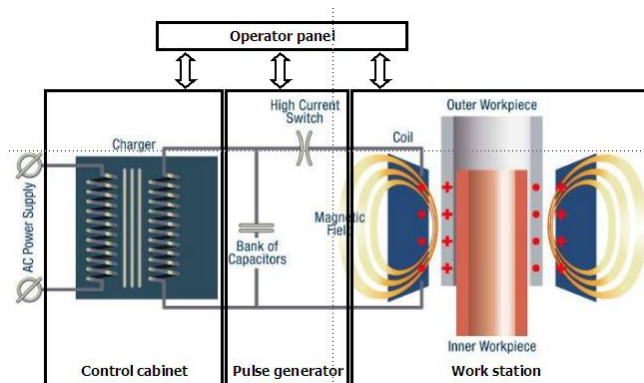 Operator panel
High Current
Switch
Outer Workpiece
Charger
Coil
AC Power Supply
Magnetic
Field
Bank of
Capacitors
Inner Workpiece
Control cabinet
Pulse generator
Work station